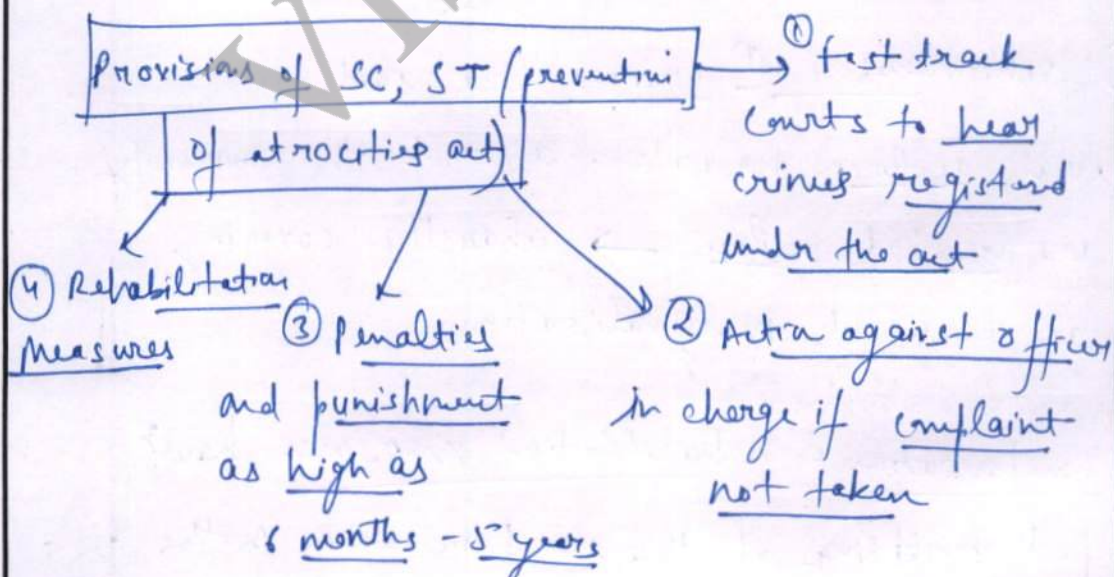 Provisions of SC, ST (prevention
of atrocities act)
① fast track
courts to hear
crimes registered
under the act
② Action against officer
in charge if complaint
not taken
③ Penalties
and punishment
as high as
6 months - 5 years
④ Rehabilitation
Measures